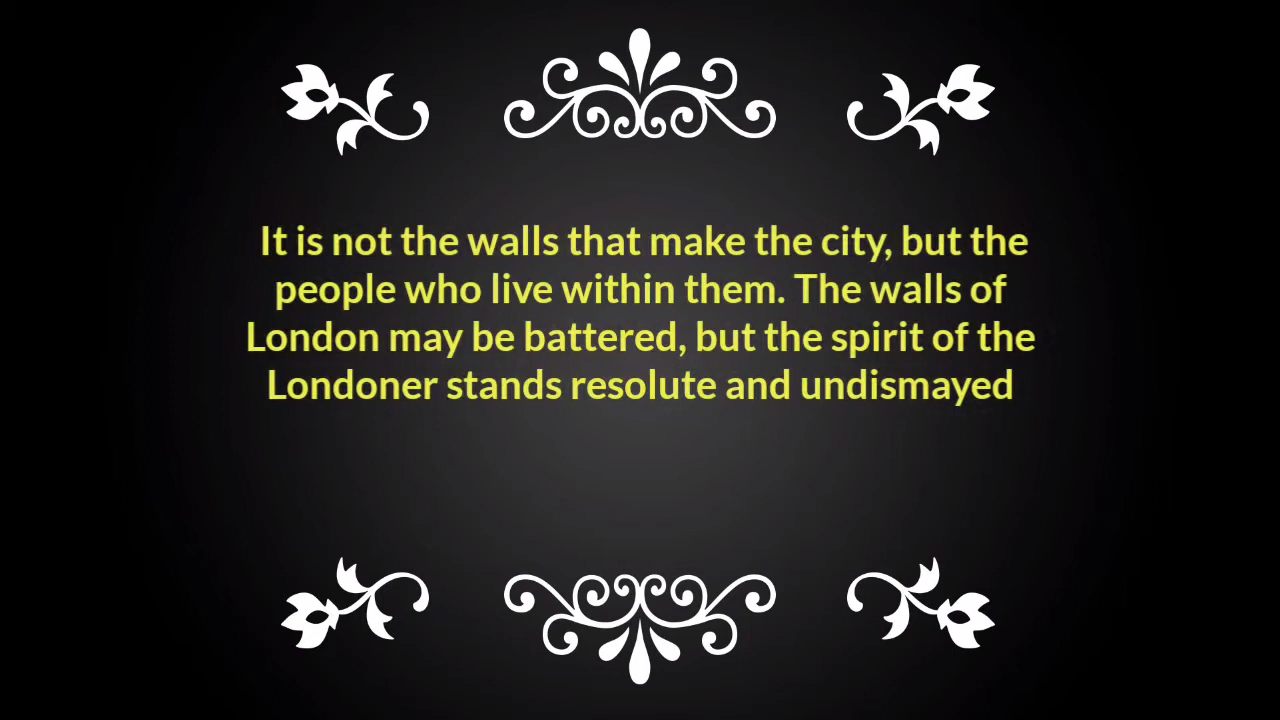 It is not the walls that make the city, but the
people who live within them. The walls of
London may be battered, but the spirit of the
Londoner stands resolute and undismayed